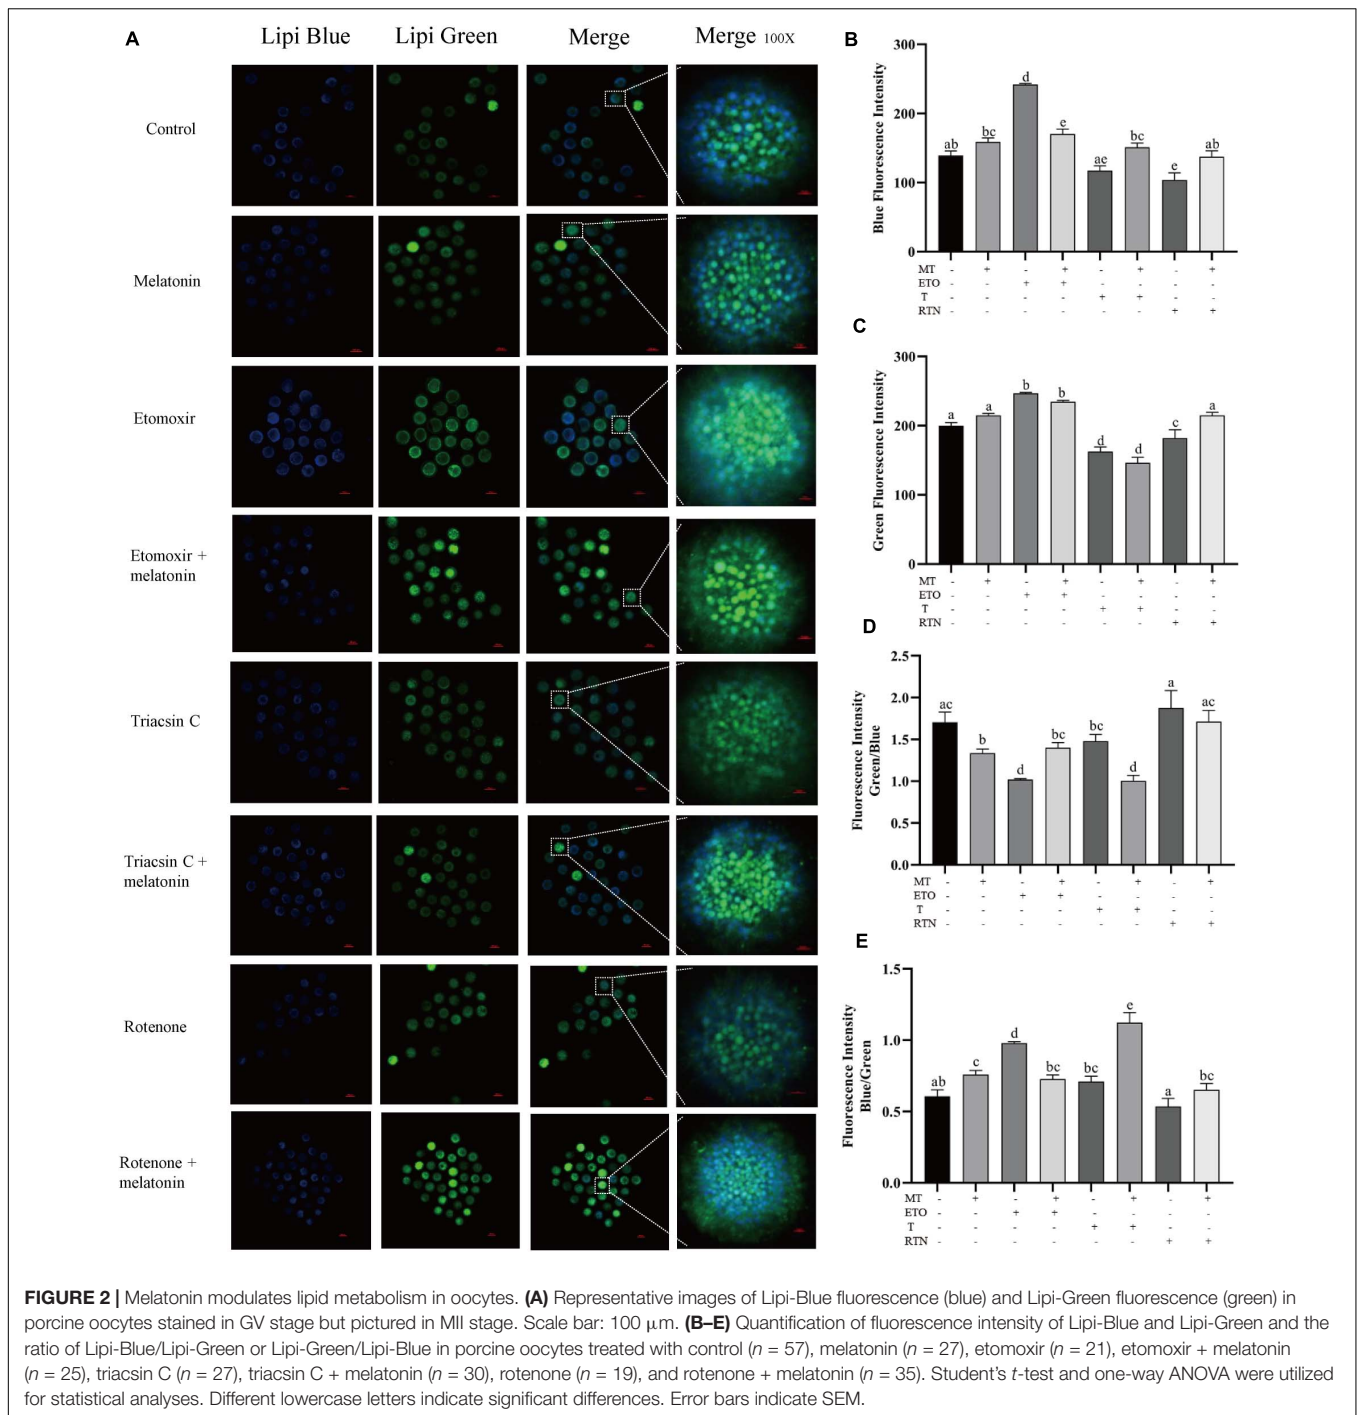 A
Lipi Blue Lipi Green Merge Merge 100X
Control
Melatonin
Etomoxir
Etomoxir +
melatonin
Triacsin C
Triacsin C +
melatonin
Rotenone
Rotenone +
melatonin
B
Blue Fluorescence Intensity
300
200
100
0
ab bc d e ae bc e ab
MT - + - + - + - +
ETO - - + + - - - -
T - - - - + + - -
RTN - - - - - - + +
C
Green Fluorescence Intensity
300
200
100
0
a a b b d d c a
MT - + - + - + - +
ETO - - + + - - - -
T - - - - + + - -
RTN - - - - - - + +
D
Fluorescence Intensity
Green/Blue
2.5
2.0
1.5
1.0
0.5
0.0
ac b d bc bc d a ac
MT - + - + - + - +
ETO - - + + - - - -
T - - - - + + - -
RTN - - - - - - + +
E
Fluorescence Intensity
Blue/Green
1.5
1.0
0.5
0.0
ab c d bc bc e a bc
MT - + - + - + - +
ETO - - + + - - - -
T - - - - + + - -
RTN - - - - - - + +
FIGURE 2 | Melatonin modulates lipid metabolism in oocytes. (A) Representative images of Lipi-Blue fluorescence (blue) and Lipi-Green fluorescence (green) in
porcine oocytes stained in GV stage but pictured in MII stage. Scale bar: 100 μm. (B–E) Quantification of fluorescence intensity of Lipi-Blue and Lipi-Green and the
ratio of Lipi-Blue/Lipi-Green or Lipi-Green/Lipi-Blue in porcine oocytes treated with control (n = 57), melatonin (n = 27), etomoxir (n = 21), etomoxir + melatonin
(n = 25), triacsin C (n = 27), triacsin C + melatonin (n = 30), rotenone (n = 19), and rotenone + melatonin (n = 35). Student's t-test and one-way ANOVA were utilized
for statistical analyses. Different lowercase letters indicate significant differences. Error bars indicate SEM.